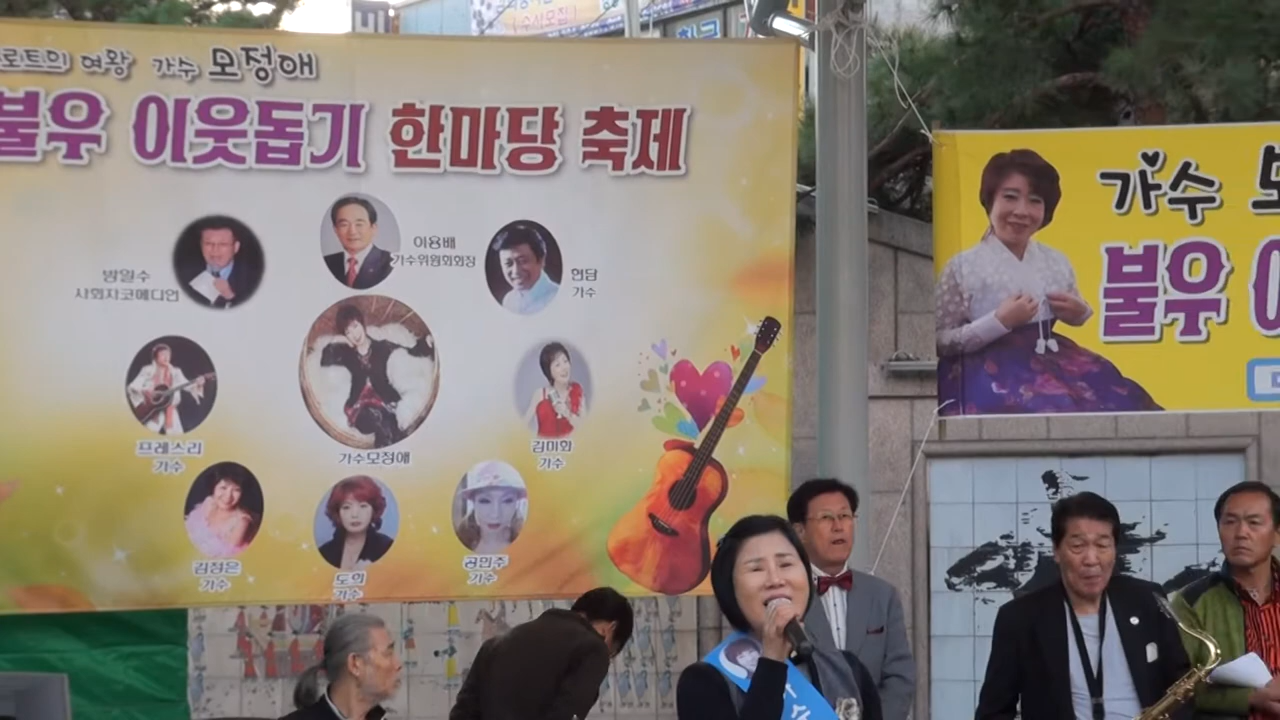 로트의 여왕 가수 모정애
불우 이웃돕기 한마당 축제
이용배
가수위원회회장
방일수
사회자코메디언
현당
가수
프레스리
가수
가수모정애
김미화
가수
김정은
가수
도희
가수
공민주
가수
가수
불우 이
가수